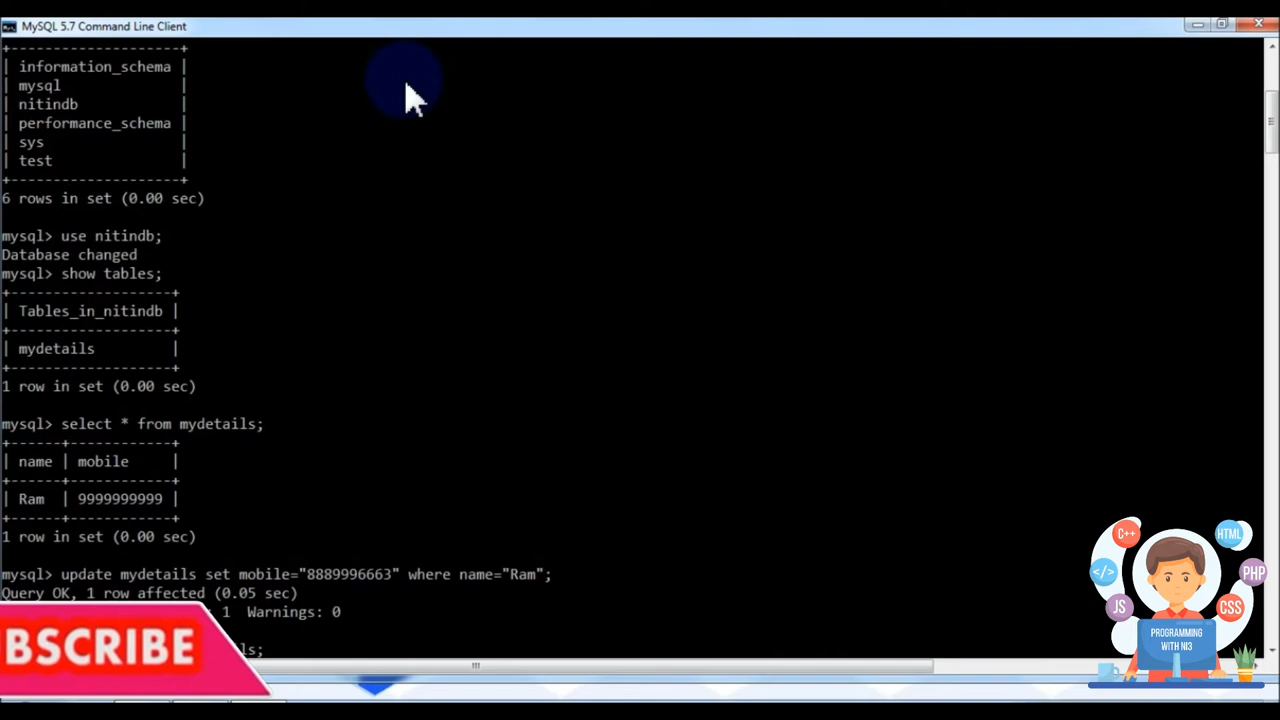 MySQL 5.7 Command Line Client
+--------------------+
| information_schema |
| mysql              |
| nitindb            |
| performance_schema |
| sys                |
| test               |
+--------------------+
6 rows in set (0.00 sec)
mysql> use nitindb;
Database changed
mysql> show tables;
+-------------------+
| Tables_in_nitindb |
+-------------------+
| mydetails         |
+-------------------+
1 row in set (0.00 sec)
mysql> select * from mydetails;
+------+------------+
| name | mobile     |
+------+------------+
| Ram  | 9999999999 |
+------+------------+
1 row in set (0.00 sec)
mysql> update mydetails set mobile="8889996663" where name="Ram";
Query OK, 1 row affected (0.05 sec)
1  Warnings: 0
ls;
BSCRIBE
C++
HTML
</>
PHP
JS
CSS
PROGRAMMING
WITH NI3